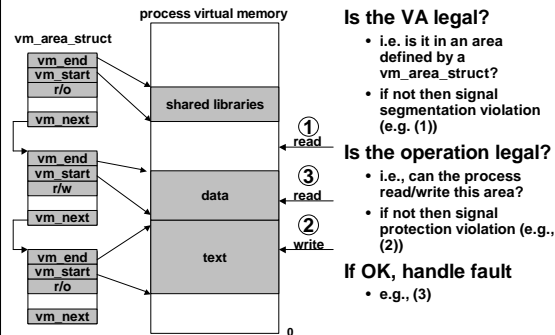 process virtual memory
vm_area_struct
vm_end
vm_start
r/o
vm_next
vm_end
vm_start
r/w
vm_next
vm_end
vm_start
r/o
vm_next
shared libraries
data
text
0
1
read
3
read
2
write
Is the VA legal?
• i.e. is it in an area
defined by a
vm_area_struct?
• if not then signal
segmentation violation
(e.g. (1))
Is the operation legal?
• i.e., can the process
read/write this area?
• if not then signal
protection violation (e.g.,
(2))
If OK, handle fault
• e.g., (3)